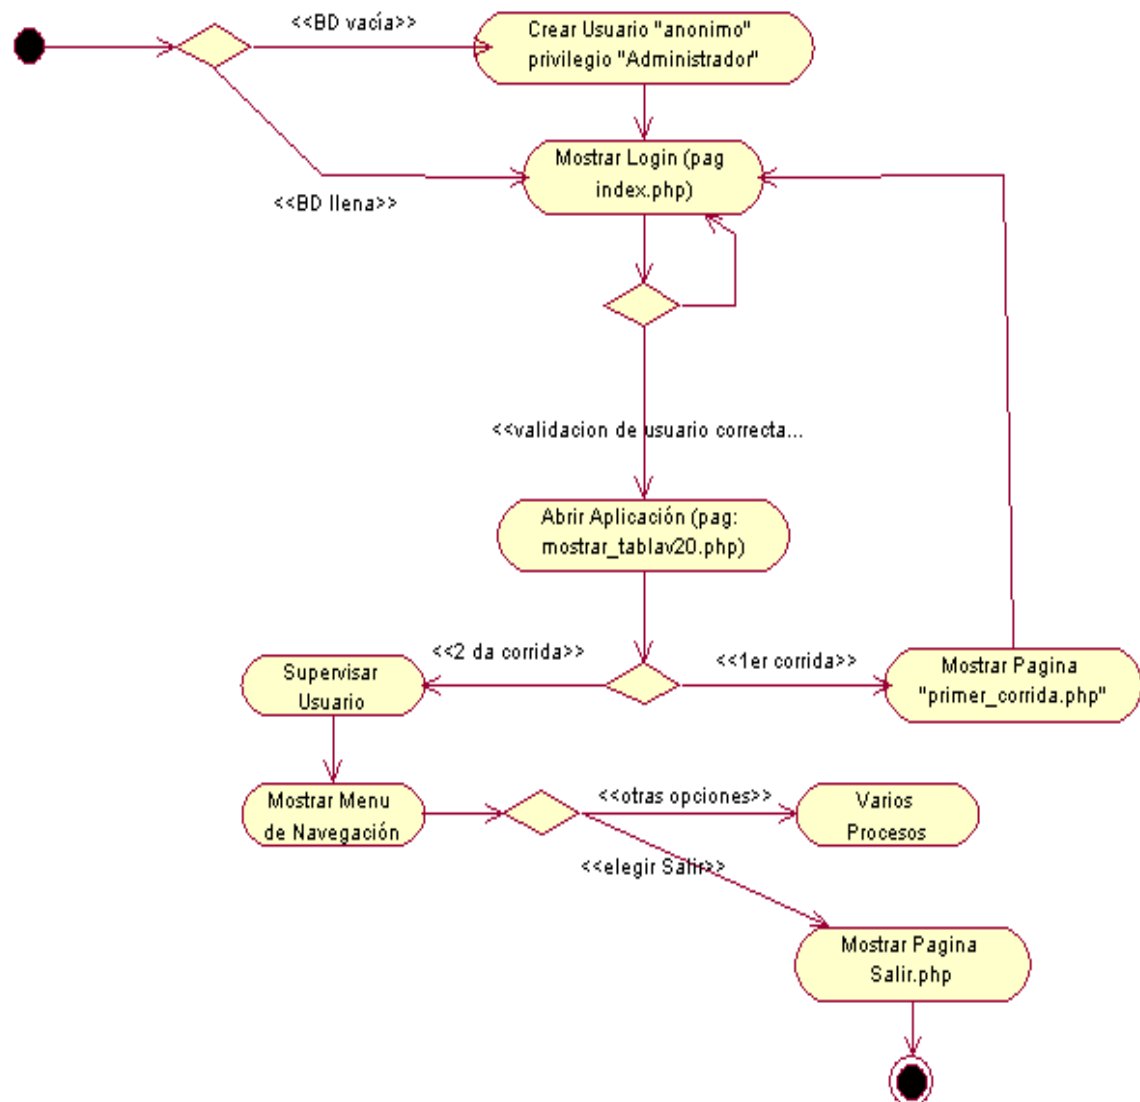 <<BD vacía>>
Crear Usuario "anonimo"
privilegio "Administrador"
Mostrar Login (pag
index.php)
<<BD llena>>
<<validacion de usuario correcta...
Abrir Aplicación (pag:
mostrar_tablav20.php)
<<2 da corrida>>
<<1er corrida>>
Supervisar
Usuario
Mostrar Pagina
"primer_corrida.php"
Mostrar Menu
de Navegación
<<otras opciones>>
Varios
Procesos
<<elegir Salir>>
Mostrar Pagina
Salir.php